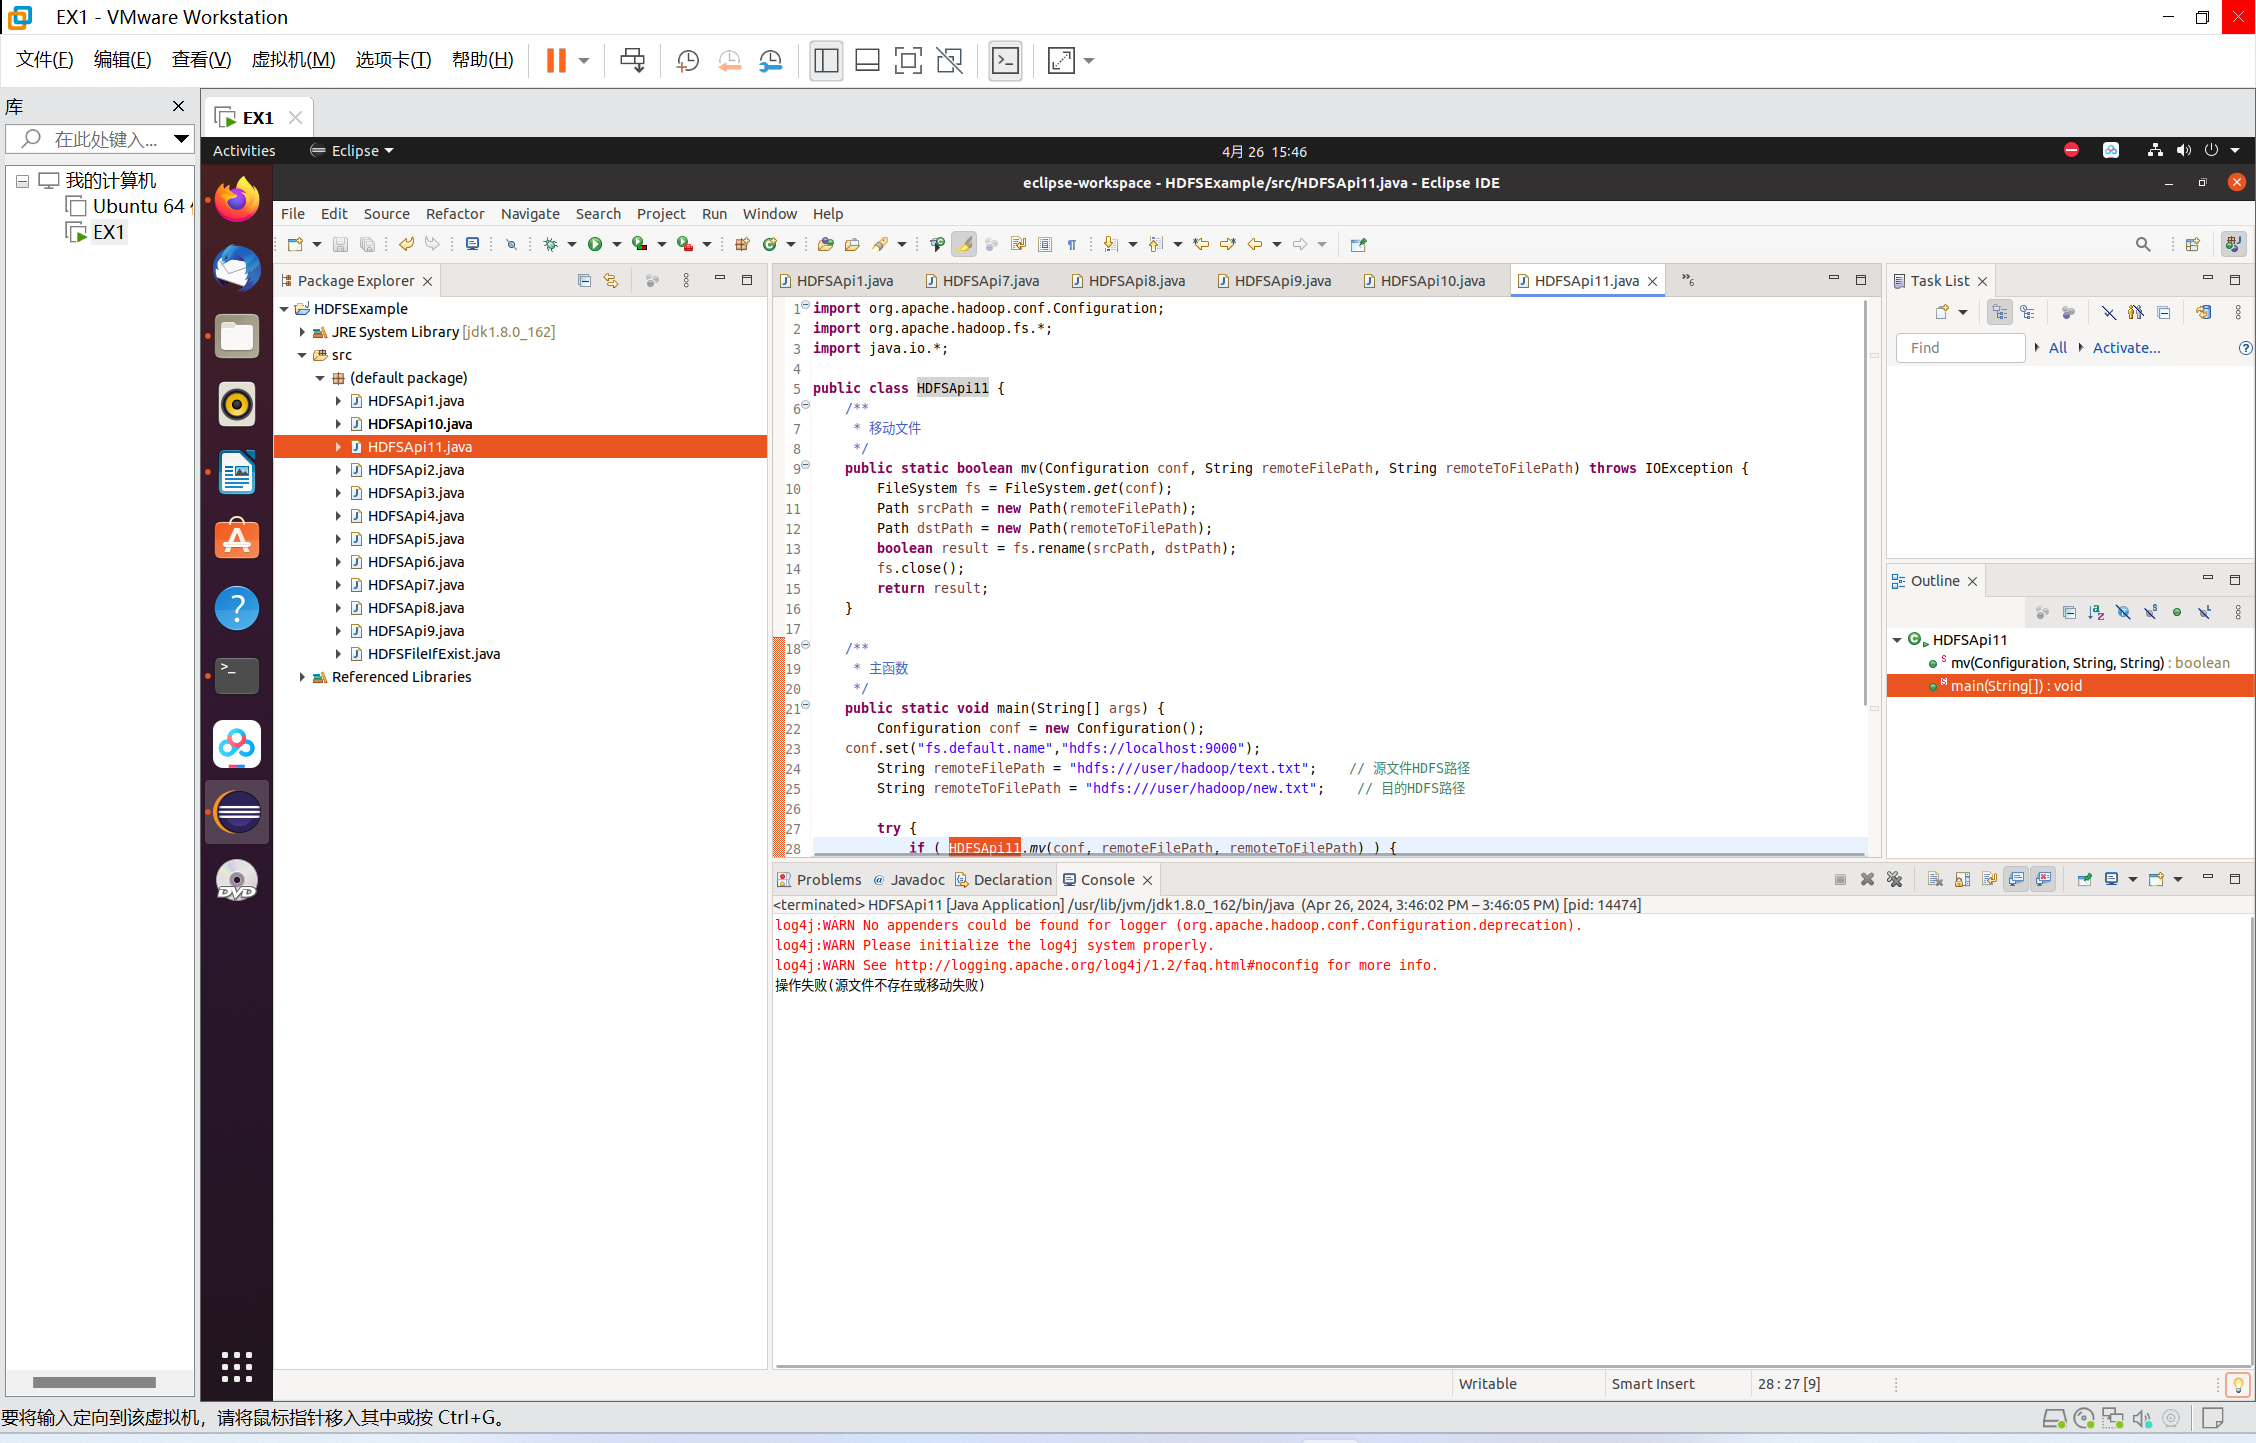 EX1 - VMware Workstation
文件(F) 编辑(E) 查看(V) 虚拟机(M) 选项卡(T) 帮助(H)
库
在此处键入...
我的计算机
Ubuntu 64
EX1
EX1
Activities Eclipse 4月 26 15:46
eclipse-workspace - HDFSExample/src/HDFSApi11.java - Eclipse IDE
File Edit Source Refactor Navigate Search Project Run Window Help
Package Explorer
HDFSExample
JRE System Library [jdk1.8.0_162]
src
(default package)
HDFSApi1.java
HDFSApi10.java
HDFSApi11.java
HDFSApi2.java
HDFSApi3.java
HDFSApi4.java
HDFSApi5.java
HDFSApi6.java
HDFSApi7.java
HDFSApi8.java
HDFSApi9.java
HDFSFileIfExist.java
Referenced Libraries
HDFSApi1.java HDFSApi7.java HDFSApi8.java HDFSApi9.java HDFSApi10.java HDFSApi11.java »6
1 import org.apache.hadoop.conf.Configuration;
2 import org.apache.hadoop.fs.*;
3 import java.io.*;
4
5 public class HDFSApi11 {
6 /**
7 * 移动文件
8 */
9 public static boolean mv(Configuration conf, String remoteFilePath, String remoteToFilePath) throws IOException {
10 FileSystem fs = FileSystem.get(conf);
11 Path srcPath = new Path(remoteFilePath);
12 Path dstPath = new Path(remoteToFilePath);
13 boolean result = fs.rename(srcPath, dstPath);
14 fs.close();
15 return result;
16 }
17
18 /**
19 * 主函数
20 */
21 public static void main(String[] args) {
22 Configuration conf = new Configuration();
23 conf.set("fs.default.name","hdfs://localhost:9000");
24 String remoteFilePath = "hdfs:///user/hadoop/text.txt"; // 源文件HDFS路径
25 String remoteToFilePath = "hdfs:///user/hadoop/new.txt"; // 目的HDFS路径
26
27 try {
28 if ( HDFSApi11.mv(conf, remoteFilePath, remoteToFilePath) ) {
Task List
Find All Activate...
Outline
HDFSApi11
mv(Configuration, String, String) : boolean
main(String[]) : void
Problems @ Javadoc Declaration Console
<terminated> HDFSApi11 [Java Application] /usr/lib/jvm/jdk1.8.0_162/bin/java (Apr 26, 2024, 3:46:02 PM – 3:46:05 PM) [pid: 14474]
log4j:WARN No appenders could be found for logger (org.apache.hadoop.conf.Configuration.deprecation).
log4j:WARN Please initialize the log4j system properly.
log4j:WARN See http://logging.apache.org/log4j/1.2/faq.html#noconfig for more info.
操作失败(源文件不存在或移动失败)
Writable Smart Insert 28 : 27 [9]
要将输入定向到该虚拟机，请将鼠标指针移入其中或按 Ctrl+G。
DVD